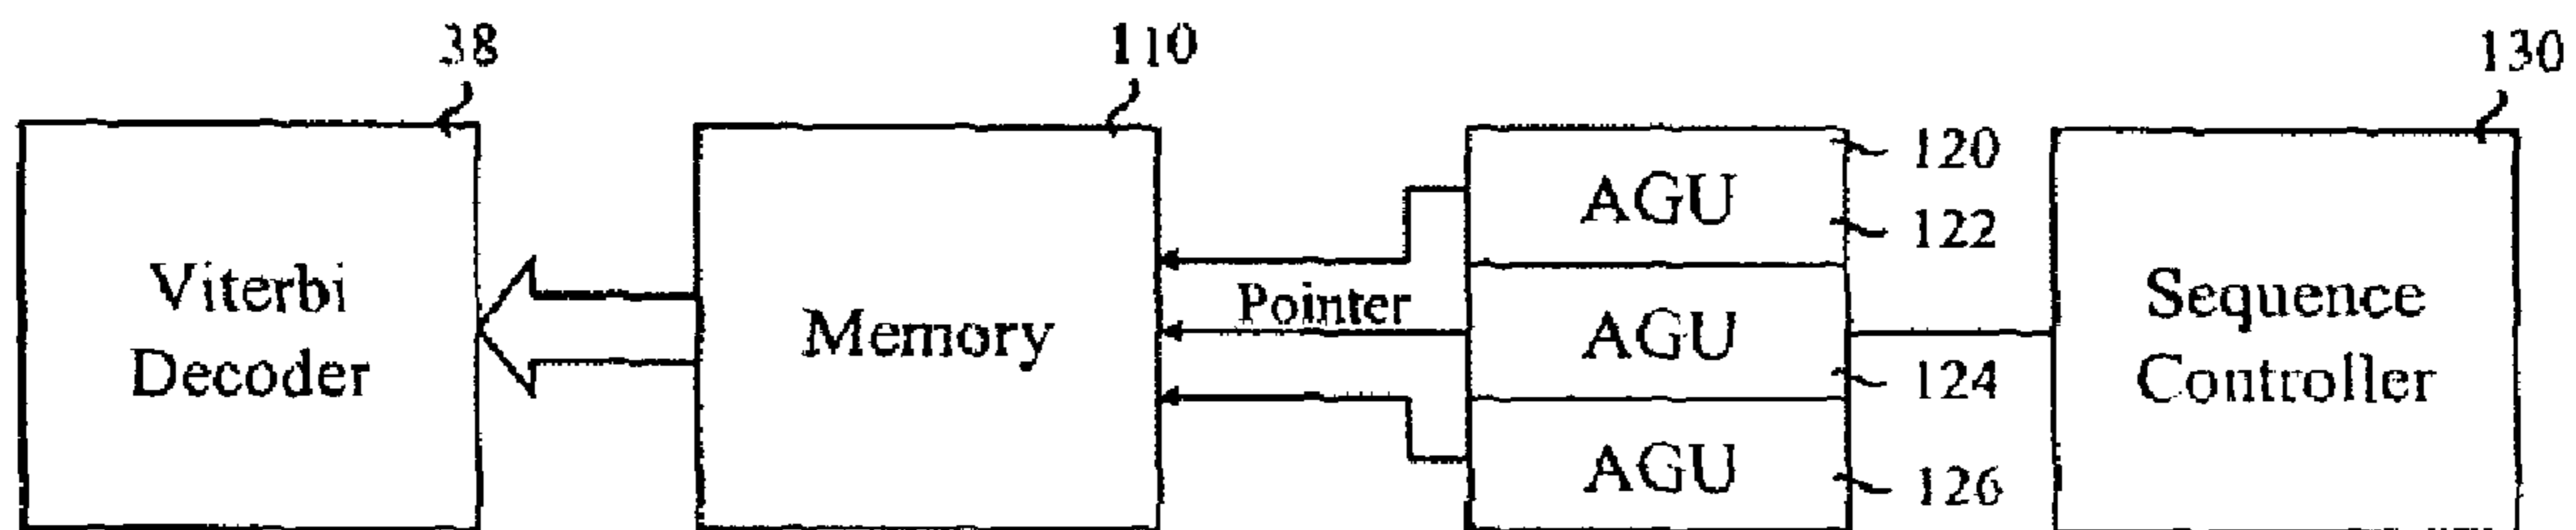 38
110
130
120
AGU
122
Viterbi
Decoder
Memory
Pointer
AGU
124
Sequence
Controller
AGU
126